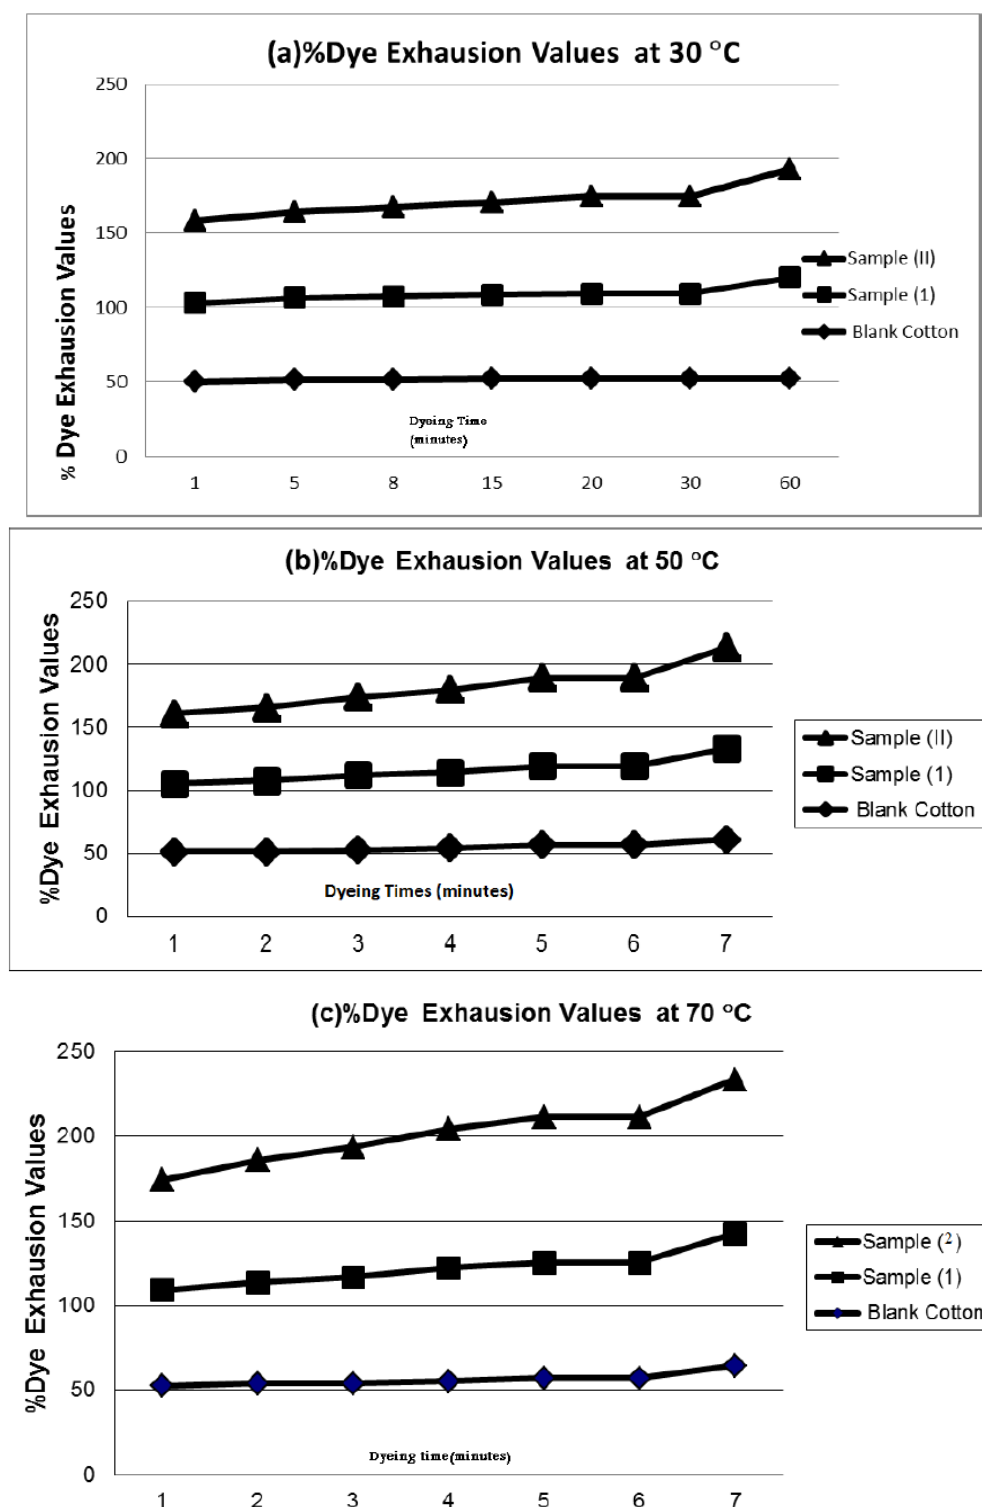 (a)%Dye Exhausion Values at 30 °C
% Dye Exhausion Values
250
200
150
100
50
0
Sample (II)
Sample (1)
Blank Cotton
Dyeing Time
(minutes)
1 5 8 15 20 30 60
(b)%Dye Exhausion Values at 50 °C
%Dye Exhausion Values
250
200
150
100
50
0
Sample (II)
Sample (1)
Blank Cotton
Dyeing Times (minutes)
1 2 3 4 5 6 7
(c)%Dye Exhausion Values at 70 °C
%Dye Exhausion Values
250
200
150
100
50
0
Sample (²)
Sample (1)
Blank Cotton
Dyeing time(minutes)
1 2 3 4 5 6 7